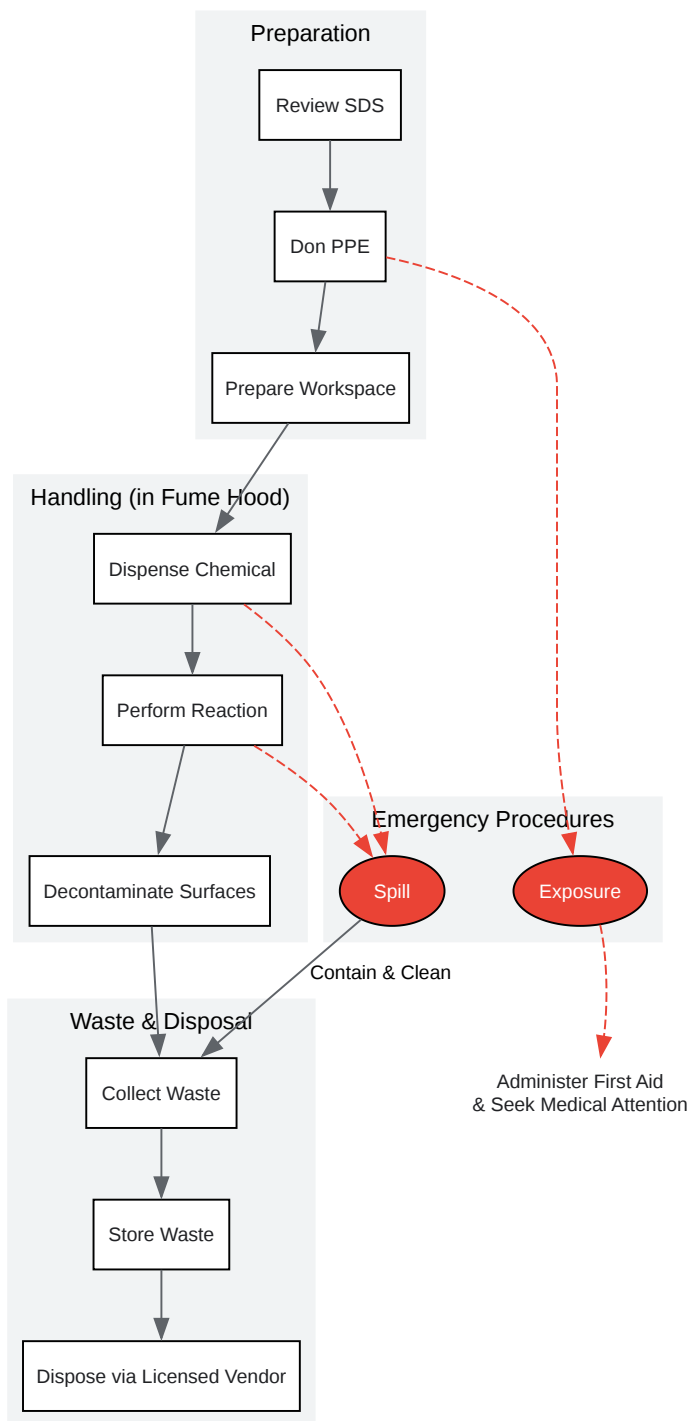 Preparation
Review SDS
Don PPE
Prepare Workspace
Handling (in Fume Hood)
Dispense Chemical
Perform Reaction
Emergency Procedures
Decontaminate Surfaces
Spill
Exposure
Contain & Clean
Waste & Disposal
Collect Waste
Administer First Aid
& Seek Medical Attention
Store Waste
Dispose via Licensed Vendor